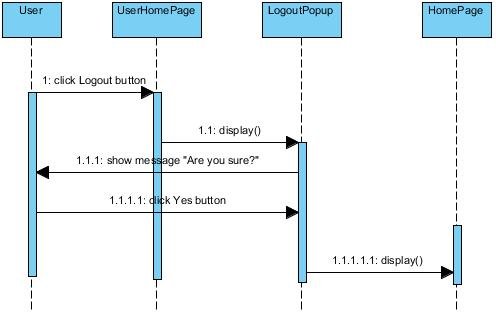 User
UserHomePage
LogoutPopup
HomePage
1: click Logout button
1.1: display()
1.1.1: show message "Are you sure?"
1.1.1.1: click Yes button
1.1.1.1.1: display()